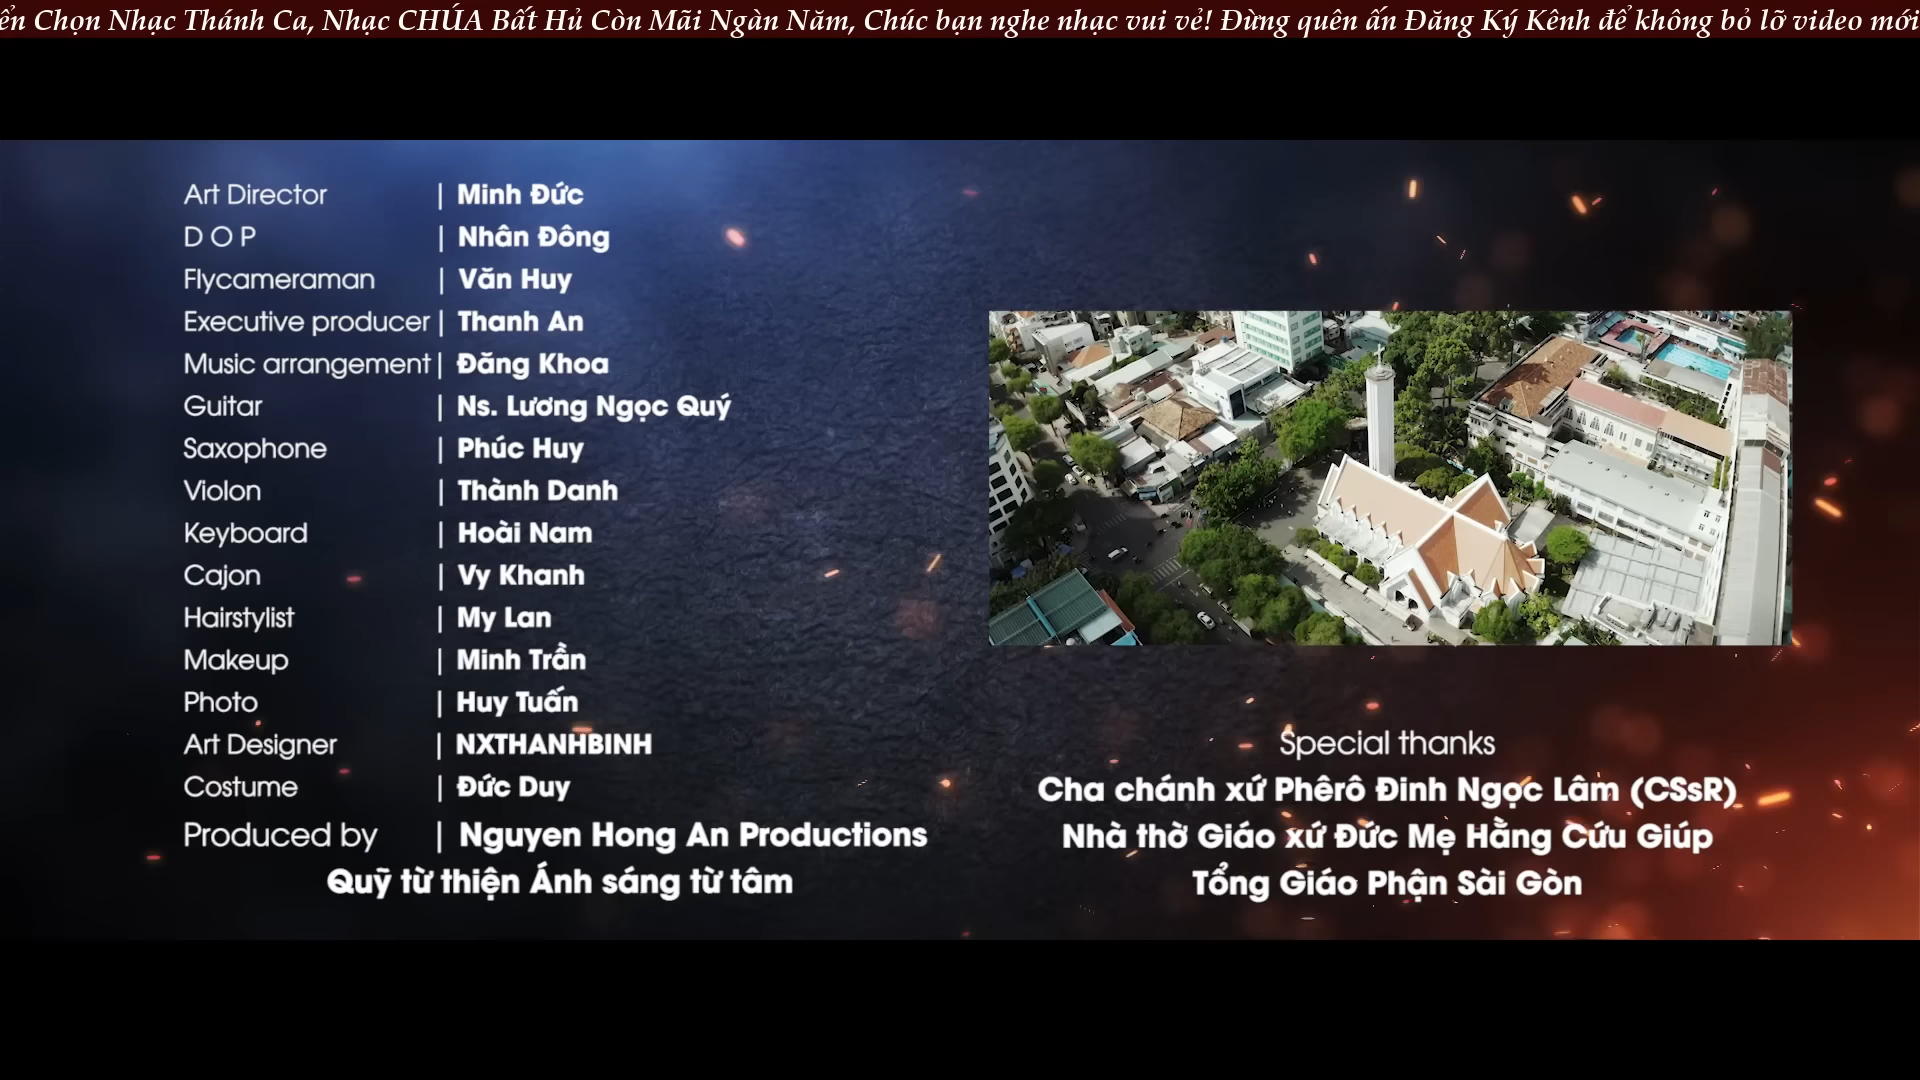 ển Chọn Nhạc Thánh Ca, Nhạc CHÚA Bất Hủ Còn Mãi Ngàn Năm, Chúc bạn nghe nhạc vui vẻ! Đừng quên ấn Đăng Ký Kênh để không bỏ lỡ video mới
Art Director | Minh Đức
D O P | Nhân Đông
Flycameraman | Văn Huy
Executive producer | Thanh An
Music arrangement | Đăng Khoa
Guitar | Ns. Lương Ngọc Quý
Saxophone | Phúc Huy
Violon | Thành Danh
Keyboard | Hoài Nam
Cajon | Vy Khanh
Hairstylist | My Lan
Makeup | Minh Trần
Photo | Huy Tuấn
Art Designer | NXTHANHBINH
Costume | Đức Duy
Produced by | Nguyen Hong An Productions
Quỹ từ thiện Ánh sáng từ tâm
Special thanks
Cha chánh xứ Phêrô Đinh Ngọc Lâm (CSsR)
Nhà thờ Giáo xứ Đức Mẹ Hằng Cứu Giúp
Tổng Giáo Phận Sài Gòn